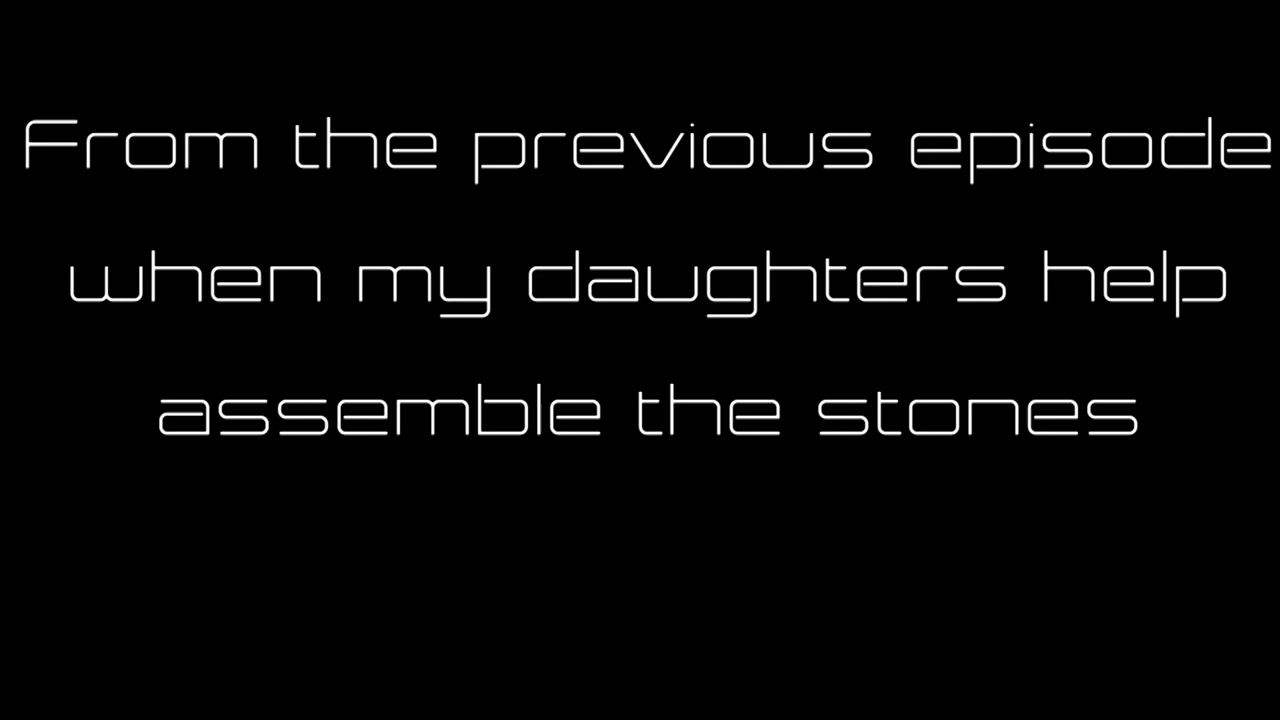 From the previous episode
when my daughters help
assemble the stones